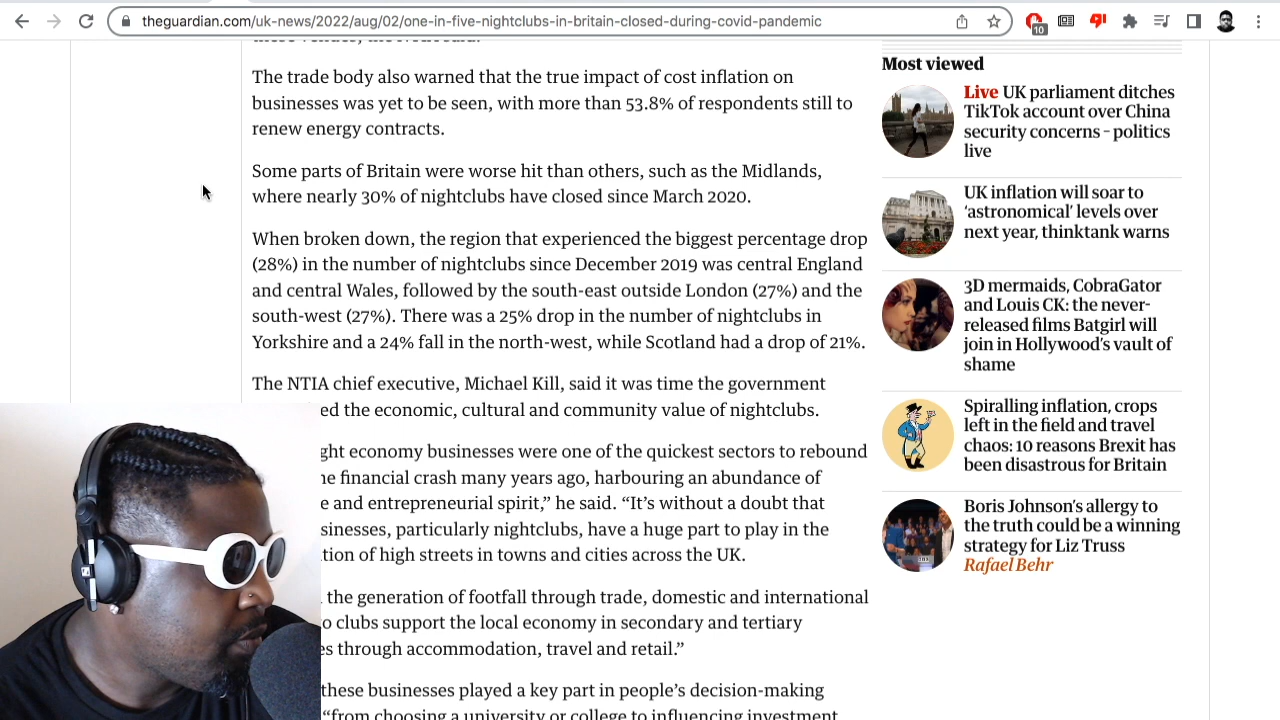 theguardian.com/uk-news/2022/aug/02/one-in-five-nightclubs-in-britain-closed-during-covid-pandemic
10
The trade body also warned that the true impact of cost inflation on
businesses was yet to be seen, with more than 53.8% of respondents still to
renew energy contracts.
Some parts of Britain were worse hit than others, such as the Midlands,
where nearly 30% of nightclubs have closed since March 2020.
When broken down, the region that experienced the biggest percentage drop
(28%) in the number of nightclubs since December 2019 was central England
and central Wales, followed by the south-east outside London (27%) and the
south-west (27%). There was a 25% drop in the number of nightclubs in
Yorkshire and a 24% fall in the north-west, while Scotland had a drop of 21%.
The NTIA chief executive, Michael Kill, said it was time the government
ed the economic, cultural and community value of nightclubs.
ght economy businesses were one of the quickest sectors to rebound
he financial crash many years ago, harbouring an abundance of
e and entrepreneurial spirit,” he said. “It’s without a doubt that
sinesses, particularly nightclubs, have a huge part to play in the
tion of high streets in towns and cities across the UK.
the generation of footfall through trade, domestic and international
o clubs support the local economy in secondary and tertiary
es through accommodation, travel and retail.”
these businesses played a key part in people’s decision-making
“from choosing a university or college to influencing investment
Most viewed
Live UK parliament ditches
TikTok account over China
security concerns – politics
live
UK inflation will soar to
‘astronomical’ levels over
next year, thinktank warns
3D mermaids, CobraGator
and Louis CK: the never-
released films Batgirl will
join in Hollywood’s vault of
shame
Spiralling inflation, crops
left in the field and travel
chaos: 10 reasons Brexit has
been disastrous for Britain
Boris Johnson’s allergy to
the truth could be a winning
strategy for Liz Truss
Rafael Behr